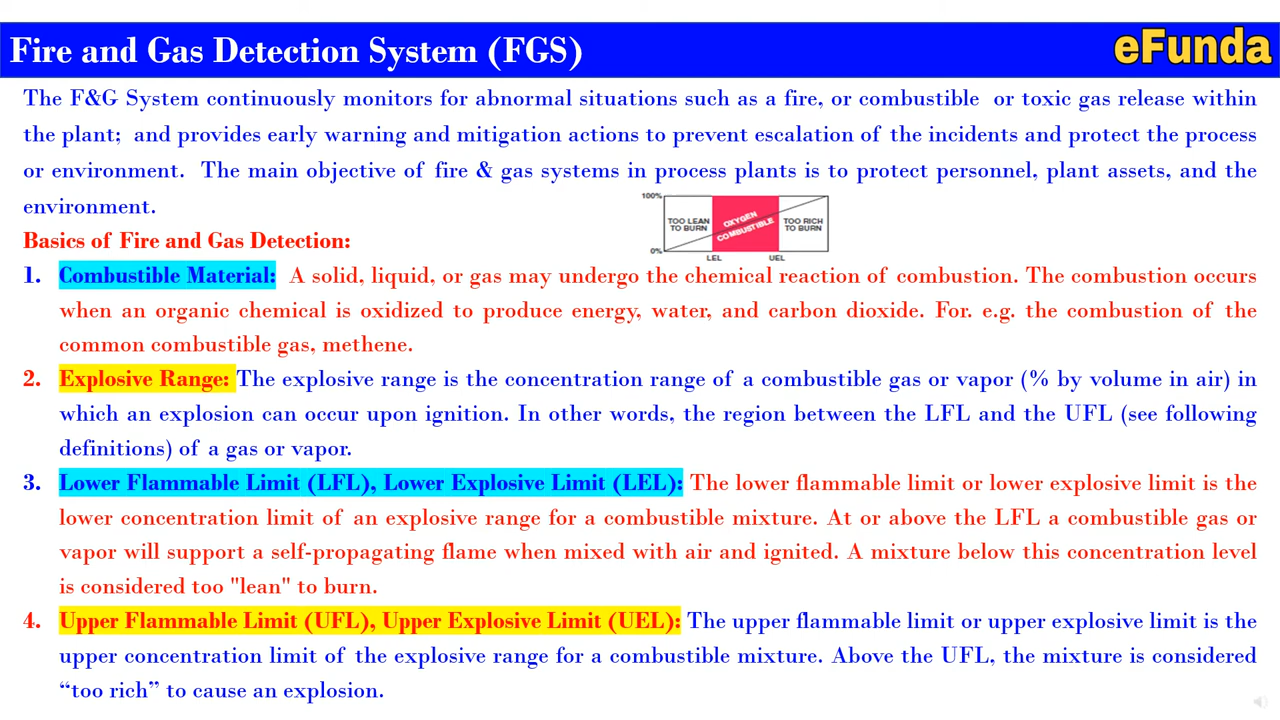 Fire and Gas Detection System (FGS)
eFunda
The F&G System continuously monitors for abnormal situations such as a fire, or combustible or toxic gas release within
the plant; and provides early warning and mitigation actions to prevent escalation of the incidents and protect the process
or environment. The main objective of fire & gas systems in process plants is to protect personnel, plant assets, and the
environment.
100%
TOO LEAN
TO BURN
OXYGEN
COMBUSTIBLE
TOO RICH
TO BURN
0%
LEL
UEL
Basics of Fire and Gas Detection:
1. Combustible Material: A solid, liquid, or gas may undergo the chemical reaction of combustion. The combustion occurs
when an organic chemical is oxidized to produce energy, water, and carbon dioxide. For. e.g. the combustion of the
common combustible gas, methene.
2. Explosive Range: The explosive range is the concentration range of a combustible gas or vapor (% by volume in air) in
which an explosion can occur upon ignition. In other words, the region between the LFL and the UFL (see following
definitions) of a gas or vapor.
3. Lower Flammable Limit (LFL), Lower Explosive Limit (LEL): The lower flammable limit or lower explosive limit is the
lower concentration limit of an explosive range for a combustible mixture. At or above the LFL a combustible gas or
vapor will support a self-propagating flame when mixed with air and ignited. A mixture below this concentration level
is considered too "lean" to burn.
4. Upper Flammable Limit (UFL), Upper Explosive Limit (UEL): The upper flammable limit or upper explosive limit is the
upper concentration limit of the explosive range for a combustible mixture. Above the UFL, the mixture is considered
“too rich” to cause an explosion.